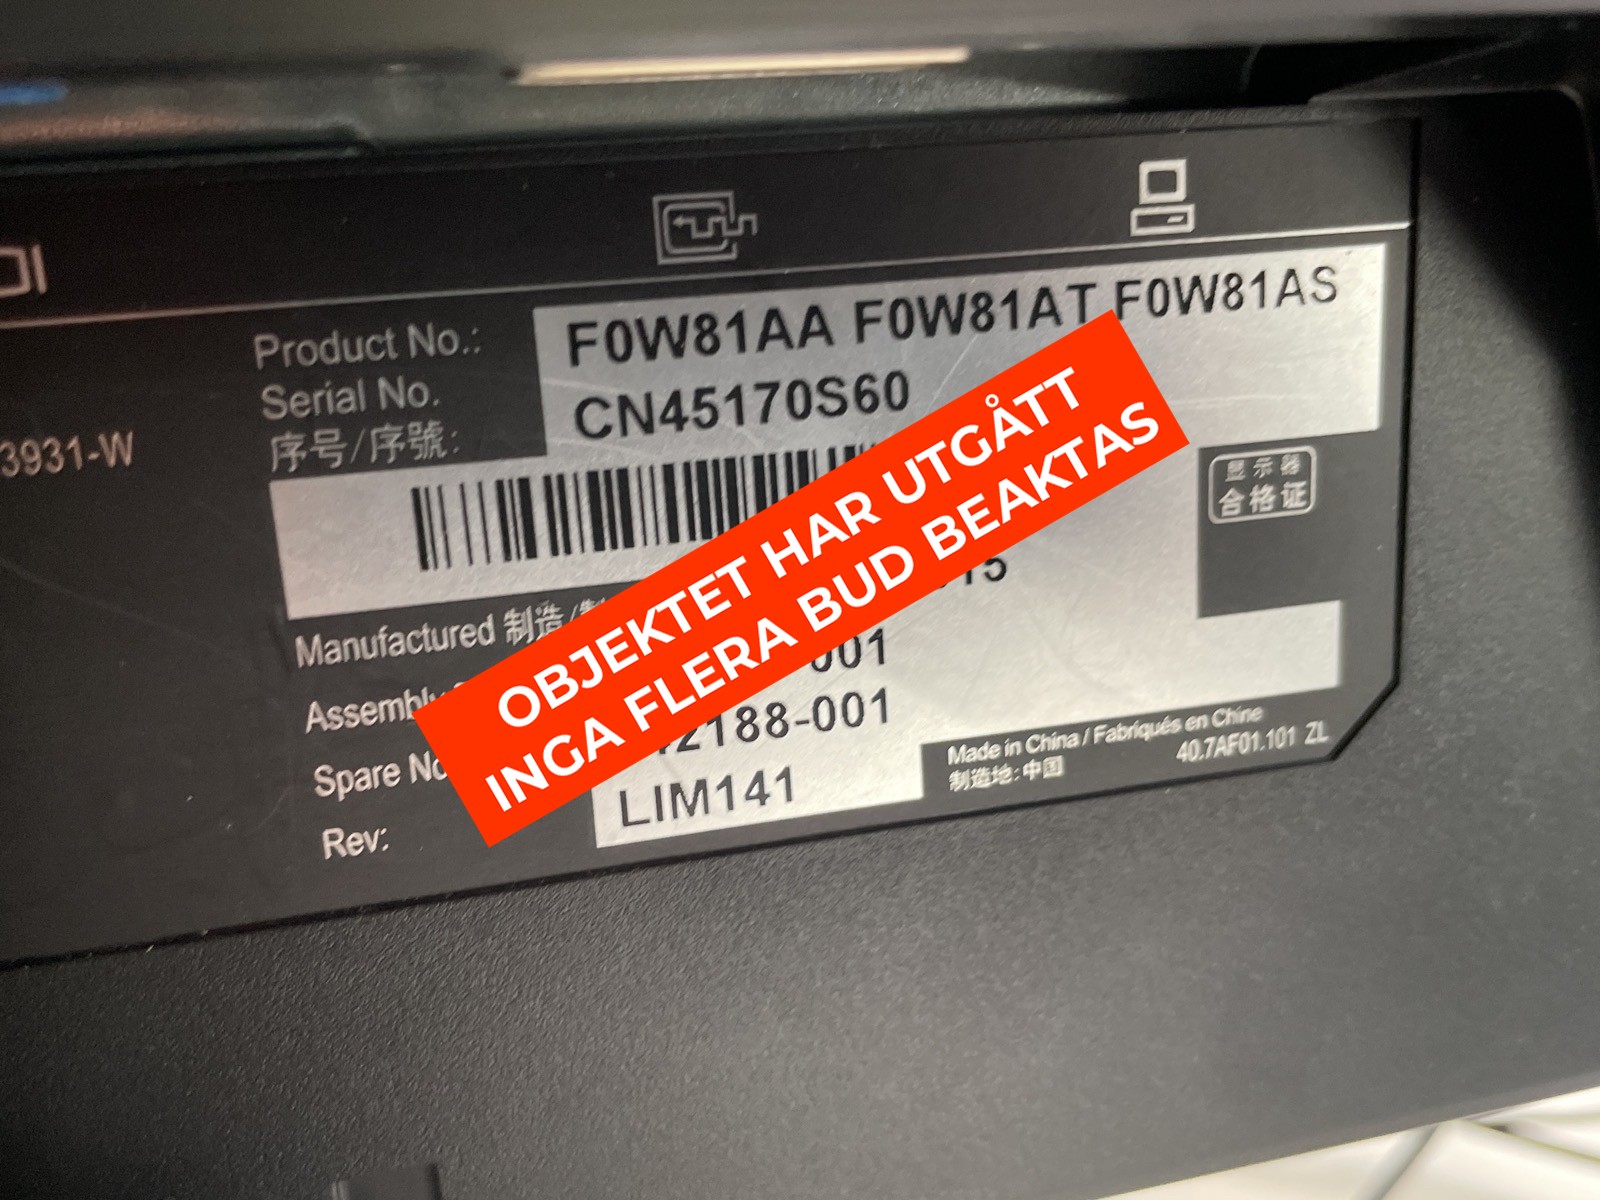 Product No.: F0W81AA F0W81AT F0W81AS
Serial No. CN45170S60
序号/序號:
3931-W
显示器
合格证
OBJEKTET HAR UTGÅTT
INGA FLERA BUD BEAKTAS
Manufactured 制造/
Assembly 001
Spare No 188-001
Rev: LIM141
Made in China / Fabriqués en Chine
制造地:中国
40.7AF01.101 ZL